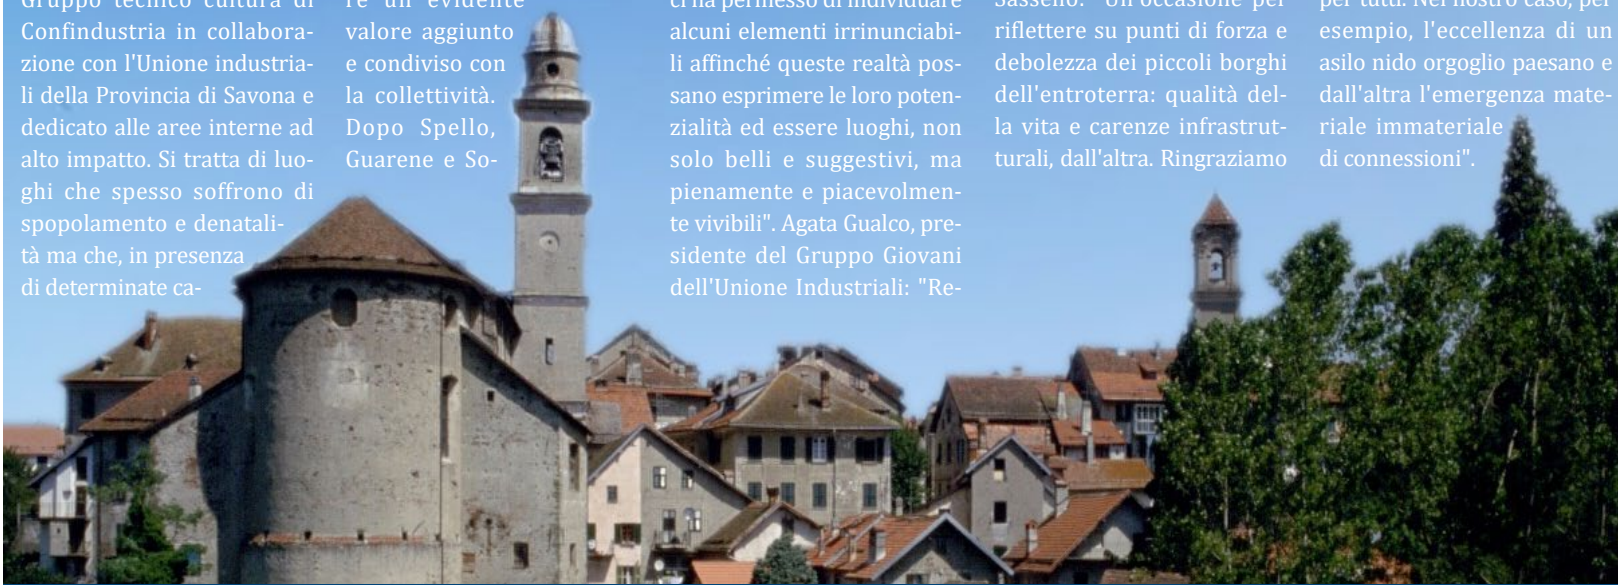 Gruppo tecnico cultura di
Confindustria in collabora-
zione con l'Unione industria-
li della Provincia di Savona e
dedicato alle aree interne ad
alto impatto. Si tratta di luo-
ghi che spesso soffrono di
spopolamento e denatali-
tà ma che, in presenza
di determinate ca-
re un evidente
valore aggiunto
e condiviso con
la collettività.
Dopo Spello,
Guarene e So-
ci ha permesso di individuare
alcuni elementi irrinunciabi-
li affinché queste realtà pos-
sano esprimere le loro poten-
zialità ed essere luoghi, non
solo belli e suggestivi, ma
pienamente e piacevolmen-
te vivibili". Agata Gualco, pre-
sidente del Gruppo Giovani
dell'Unione Industriali: "Re-
Sassello. "Un'occasione per
riflettere su punti di forza e
debolezza dei piccoli borghi
dell'entroterra: qualità del-
la vita e carenze infrastrut-
turali, dall'altra. Ringraziamo
per tutti. Nel nostro caso, per
esempio, l'eccellenza di un
asilo nido orgoglio paesano e
dall'altra l'emergenza mate-
riale immateriale
di connessioni".